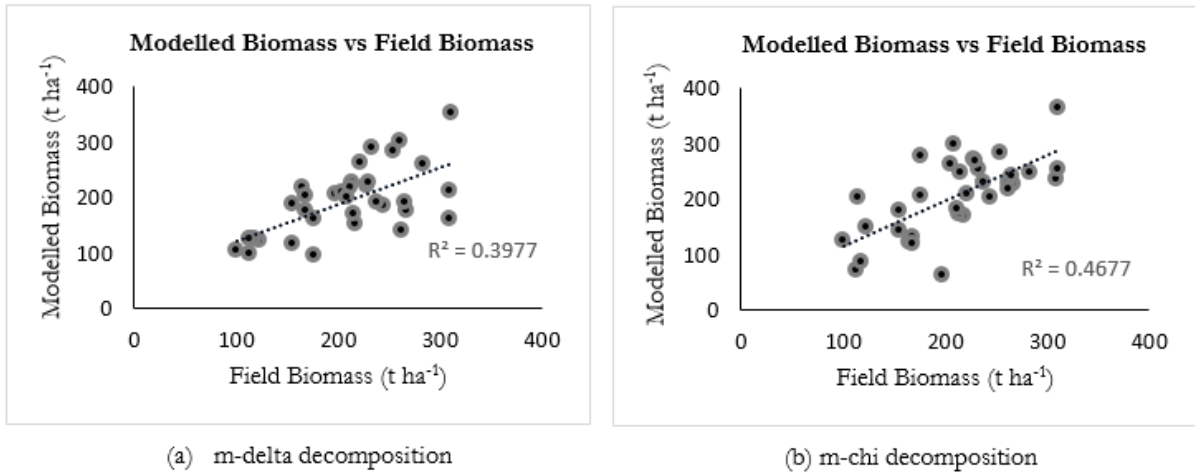 Modelled Biomass vs Field Biomass
Modelled Biomass (t ha⁻¹)
400
300
200
100
0
0 100 200 300 400
R² = 0.3977
Field Biomass (t ha⁻¹)
(a) m-delta decomposition
Modelled Biomass vs Field Biomass
Modelled Biomass (t ha⁻¹)
400
300
200
100
0
0 100 200 300 400
R² = 0.4677
Field Biomass (t ha⁻¹)
(b) m-chi decomposition